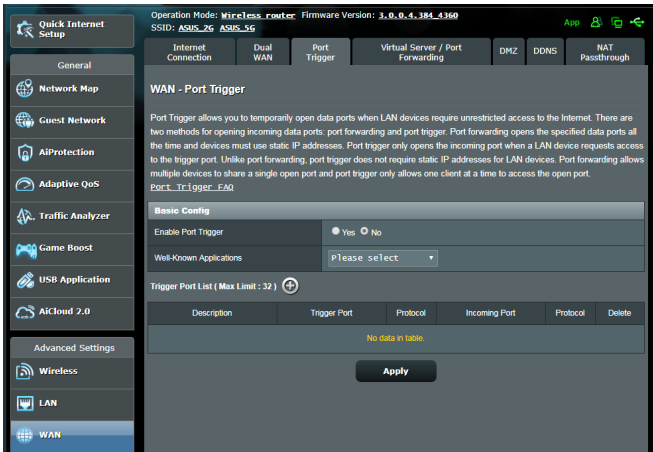 Quick Internet
Setup
General
Network Map
Guest Network
AiProtection
Adaptive QoS
Traffic Analyzer
Game Boost
USB Application
AiCloud 2.0
Advanced Settings
Wireless
LAN
WAN
Operation Mode: Wireless router Firmware Version: 3.0.0.4.384_4360
SSID: ASUS_2G ASUS_5G
App
Internet
Connection
Dual
WAN
Port
Trigger
Virtual Server / Port
Forwarding
DMZ
DDNS
NAT
Passthrough
WAN - Port Trigger
Port Trigger allows you to temporarily open data ports when LAN devices require unrestricted access to the Internet. There are
two methods for opening incoming data ports: port forwarding and port trigger. Port forwarding opens the specified data ports all
the time and devices must use static IP addresses. Port trigger only opens the incoming port when a LAN device requests access
to the trigger port. Unlike port forwarding, port trigger does not require static IP addresses for LAN devices. Port forwarding allows
multiple devices to share a single open port and port trigger only allows one client at a time to access the open port.
Port Trigger FAQ
Basic Config
Enable Port Trigger Yes No
Well-Known Applications Please select
Trigger Port List ( Max Limit : 32 )
Description Trigger Port Protocol Incoming Port Protocol Delete
No data in table.
Apply